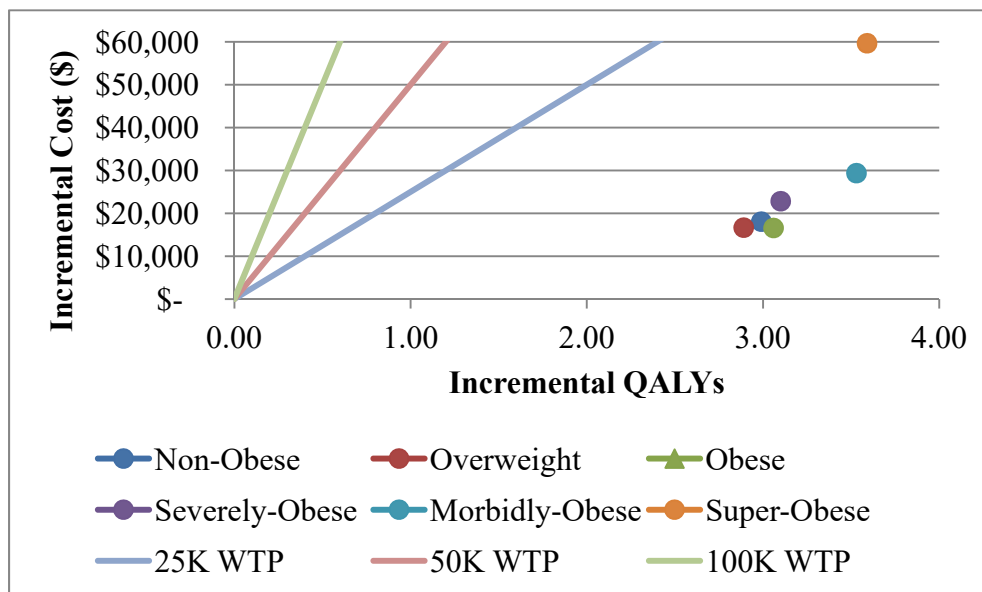 $60,000
$50,000
$40,000
$30,000
$20,000
$10,000
$-
Incremental Cost ($)
0.00 1.00 2.00 3.00 4.00
Incremental QALYs
Non-Obese Overweight Obese
Severely-Obese Morbidly-Obese Super-Obese
25K WTP 50K WTP 100K WTP